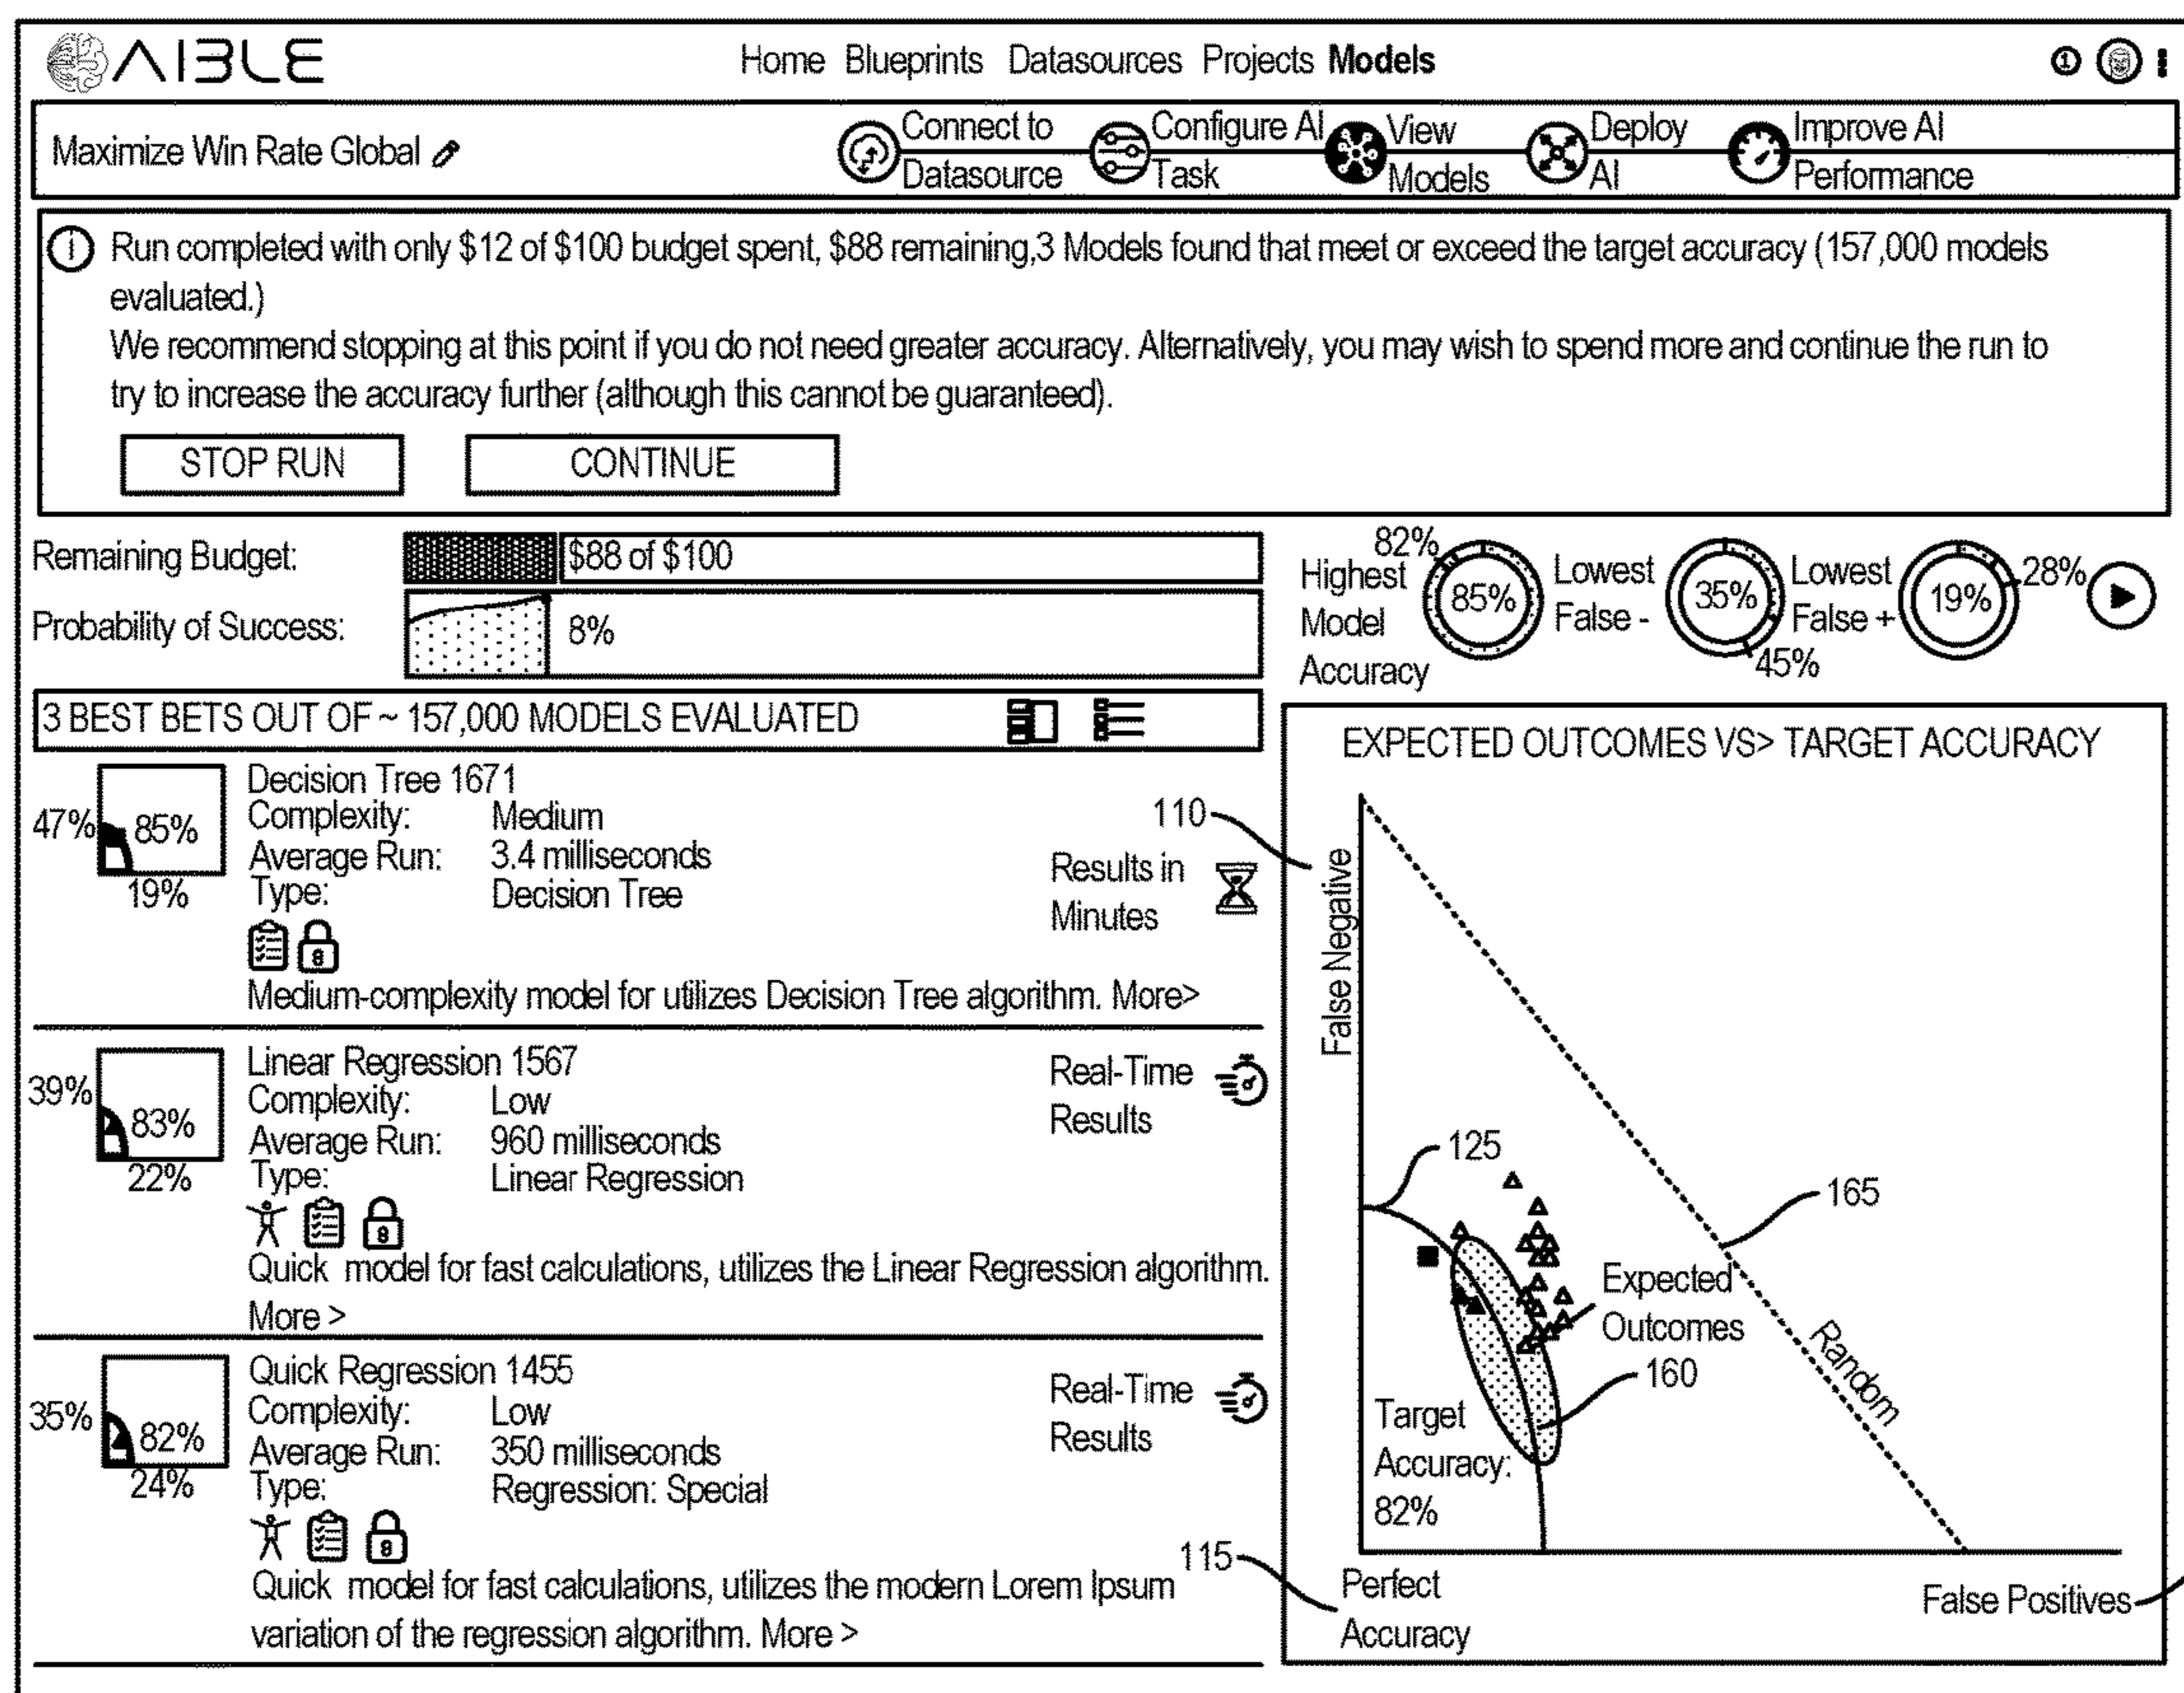 AIBLE
Home Blueprints Datasources Projects Models
1
Maximize Win Rate Global
Connect to
Datasource
Configure AI
Task
View
Models
Deploy
AI
Improve AI
Performance
Run completed with only $12 of $100 budget spent, $88 remaining,3 Models found that meet or exceed the target accuracy (157,000 models
evaluated.)
We recommend stopping at this point if you do not need greater accuracy. Alternatively, you may wish to spend more and continue the run to
try to increase the accuracy further (although this cannot be guaranteed).
STOP RUN
CONTINUE
Remaining Budget:
$88 of $100
Probability of Success:
8%
82%
Highest
Model
Accuracy
85%
Lowest
False -
35%
45%
Lowest
False +
19%
28%
3 BEST BETS OUT OF ~ 157,000 MODELS EVALUATED
47%
85%
19%
Decision Tree 1671
Complexity: Medium
Average Run: 3.4 milliseconds
Type: Decision Tree
Results in
Minutes
8
Medium-complexity model for utilizes Decision Tree algorithm. More>
39%
83%
22%
Linear Regression 1567
Complexity: Low
Average Run: 960 milliseconds
Type: Linear Regression
Real-Time
Results
8
Quick model for fast calculations, utilizes the Linear Regression algorithm.
More >
35%
82%
24%
Quick Regression 1455
Complexity: Low
Average Run: 350 milliseconds
Type: Regression: Special
Real-Time
Results
8
Quick model for fast calculations, utilizes the modern Lorem Ipsum
variation of the regression algorithm. More >
EXPECTED OUTCOMES VS> TARGET ACCURACY
110
False Negative
125
165
Expected
Outcomes
160
Random
Target
Accuracy:
82%
115
Perfect
Accuracy
False Positives